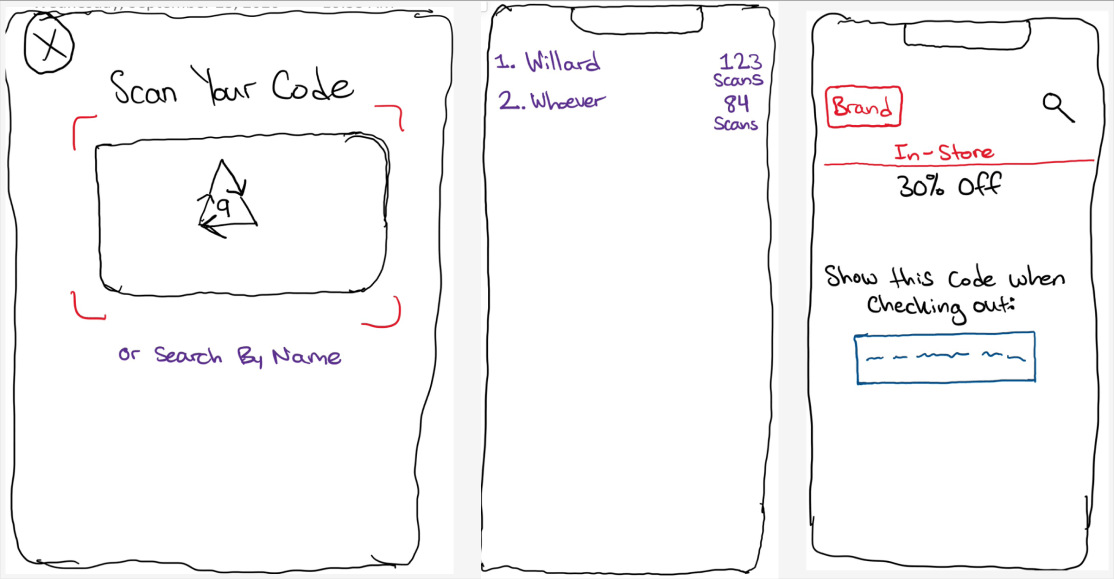 X
Scan Your Code
9
or Search By Name
1. Willard 123
Scans
2. Whoever 84
Scans
Brand
In-Store
30% Off
Show this Code when
Checking out: